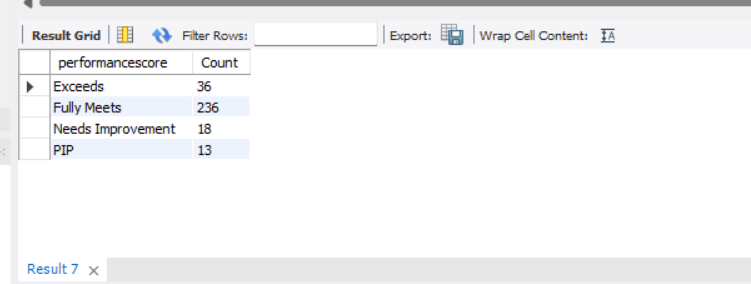 Result Grid Filter Rows: Export: Wrap Cell Content: IA
performancescore Count
Exceeds 36
Fully Meets 236
Needs Improvement 18
PIP 13
Result 7 ×